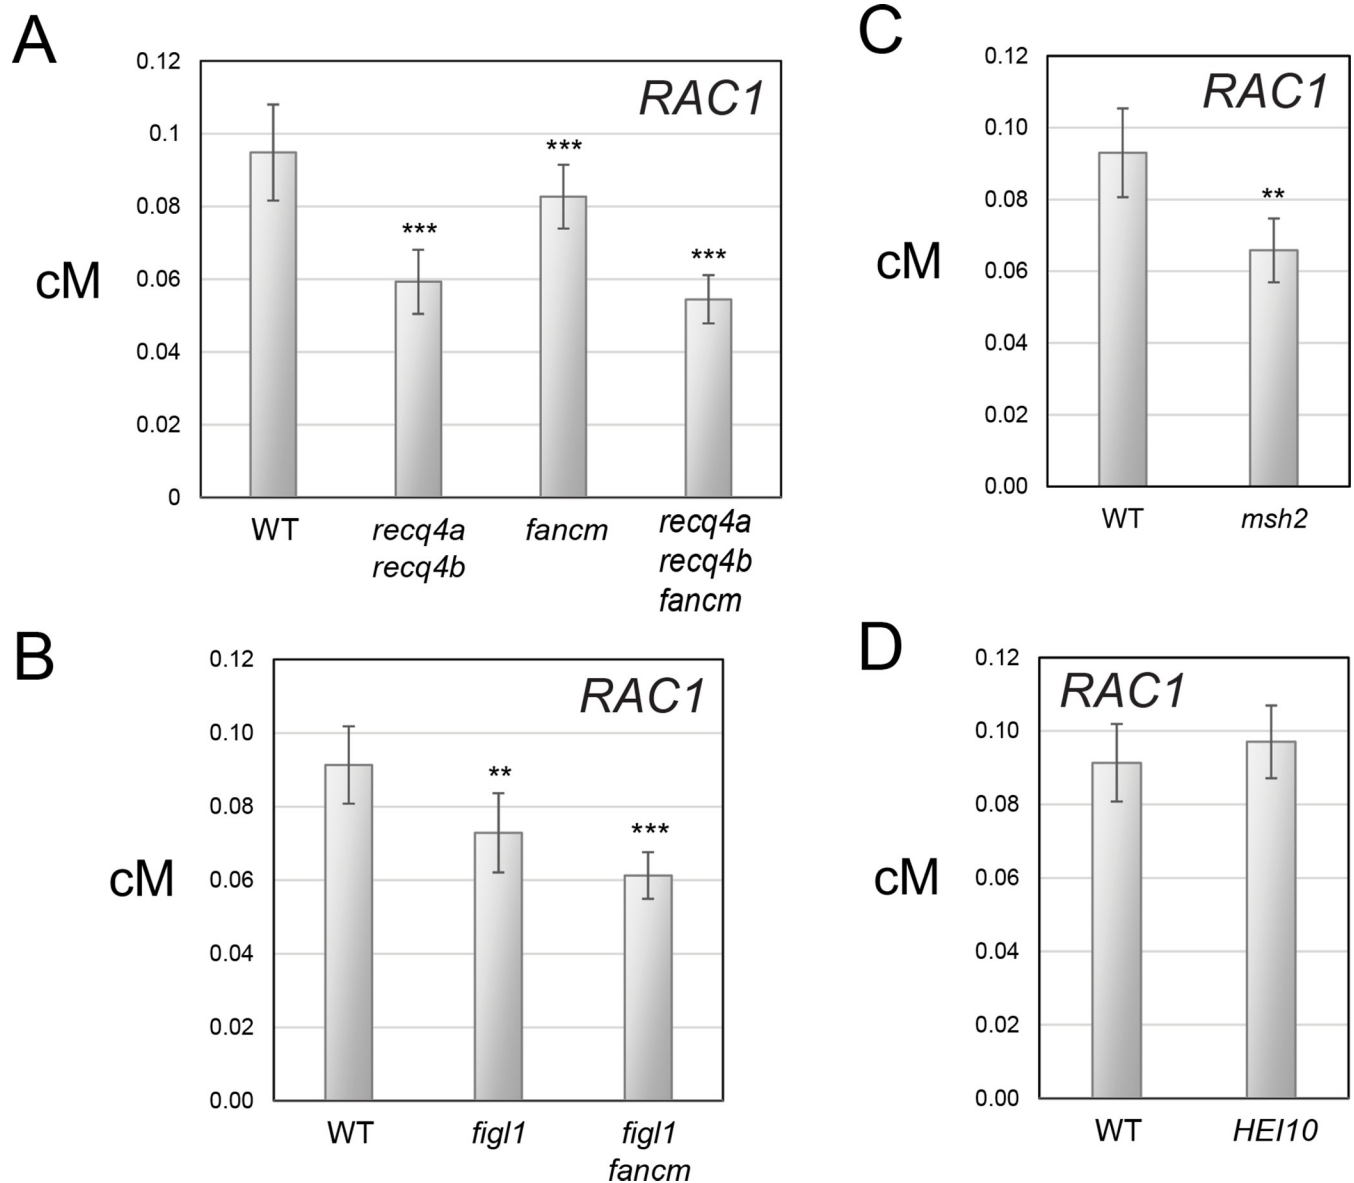 A
0.12
0.1
0.08
0.06
0.04
0.02
0
cM
RAC1
***
***
***
WT
recq4a
recq4b
fancm
recq4a
recq4b
fancm
B
0.12
0.10
0.08
0.06
0.04
0.02
0.00
cM
RAC1
**
***
WT
figl1
figl1
fancm
C
0.12
0.10
0.08
0.06
0.04
0.02
0.00
cM
RAC1
**
WT
msh2
D
0.12
0.10
0.08
0.06
0.04
0.02
0.00
cM
RAC1
WT
HEI10